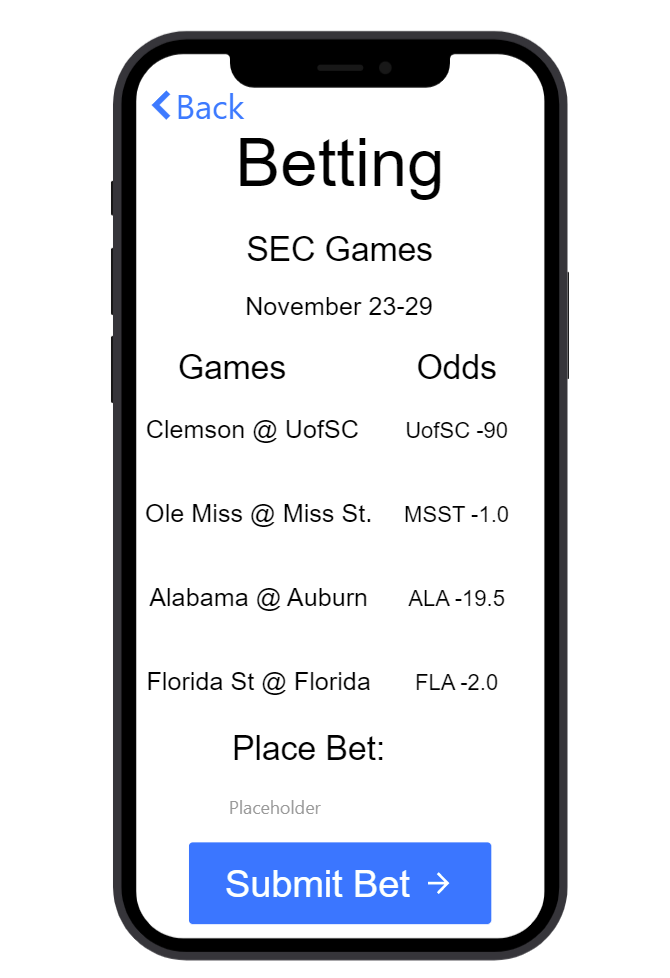 Back
Betting
SEC Games
November 23-29
Games Odds
Clemson @ UofSC UofSC -90
Ole Miss @ Miss St. MSST -1.0
Alabama @ Auburn ALA -19.5
Florida St @ Florida FLA -2.0
Place Bet:
Placeholder
Submit Bet →